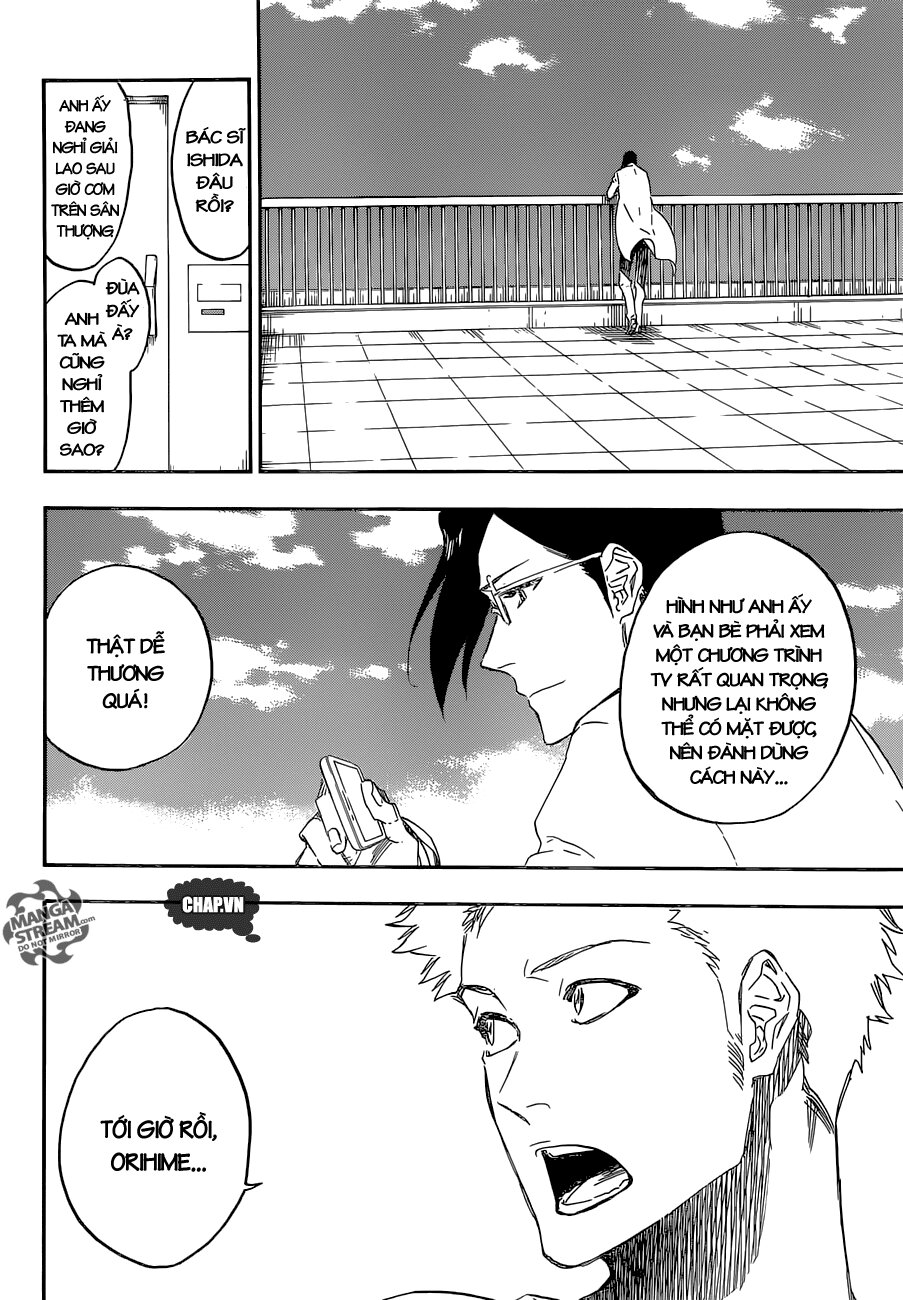 BÁC SĨ
ISHIDA
ĐÂU
RỒI?
ANH ẤY
ĐANG
NGHỈ GIẢI
LAO SAU
GIỜ CƠM
TRÊN SÂN
THƯỢNG
ĐÙA
ĐẤY
À?
ANH
TA MÀ
CŨNG
NGHỈ
THÊM
GIỜ
SAO?
HÌNH NHƯ ANH ẤY
VÀ BẠN BÈ PHẢI XEM
MỘT CHƯƠNG TRÌNH
TV RẤT QUAN TRỌNG,
NHƯNG LẠI KHÔNG
THỂ CÓ MẶT ĐƯỢC,
NÊN ĐÀNH DÙNG
CÁCH NÀY...
THẬT DỄ
THƯƠNG
QUÁ!
MANGA
STREAM.com
DO NOT MIRROR!
CHAP.VN
TỚI GIỜ RỒI,
ORIHIME...